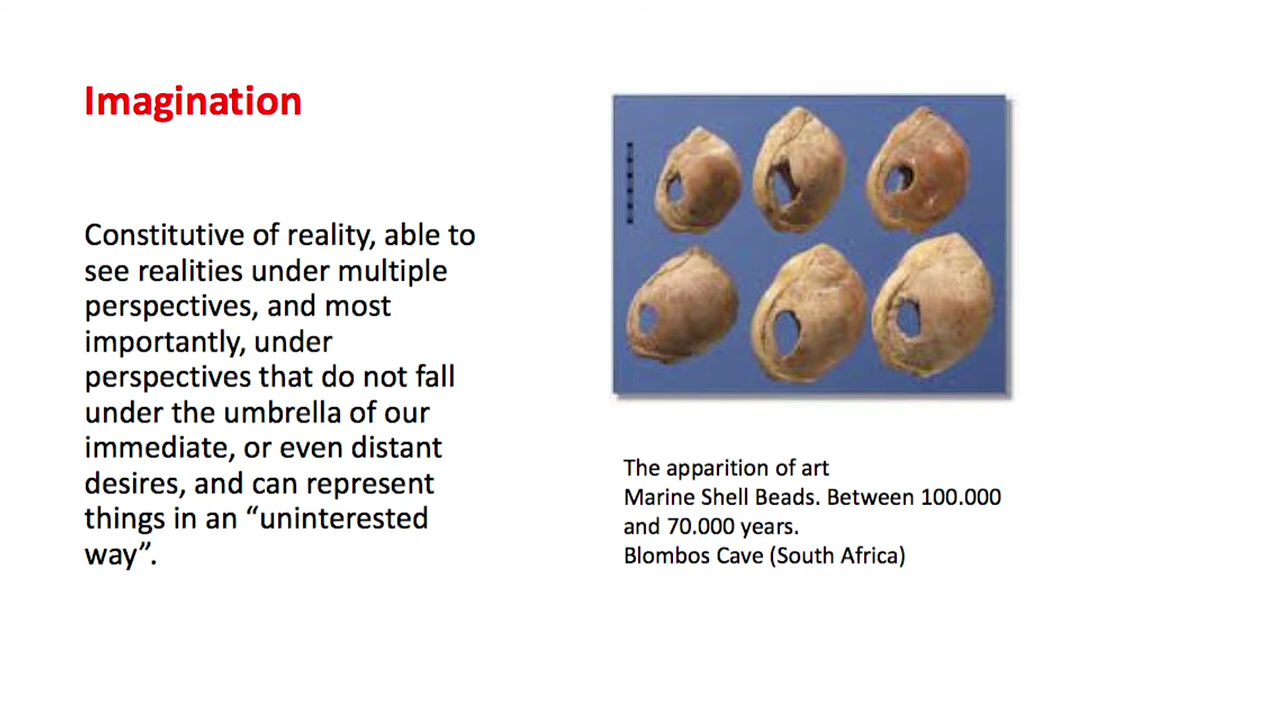 Imagination
Constitutive of reality, able to
see realities under multiple
perspectives, and most
importantly, under
perspectives that do not fall
under the umbrella of our
immediate, or even distant
desires, and can represent
things in an “uninterested
way”.
The apparition of art
Marine Shell Beads. Between 100.000
and 70.000 years.
Blombos Cave (South Africa)